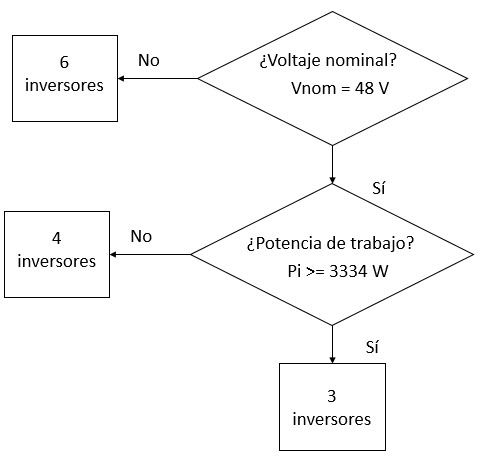 ¿Voltaje nominal?
Vnom = 48 V
No
6
inversores
Sí
¿Potencia de trabajo?
Pi >= 3334 W
No
4
inversores
Sí
3
inversores